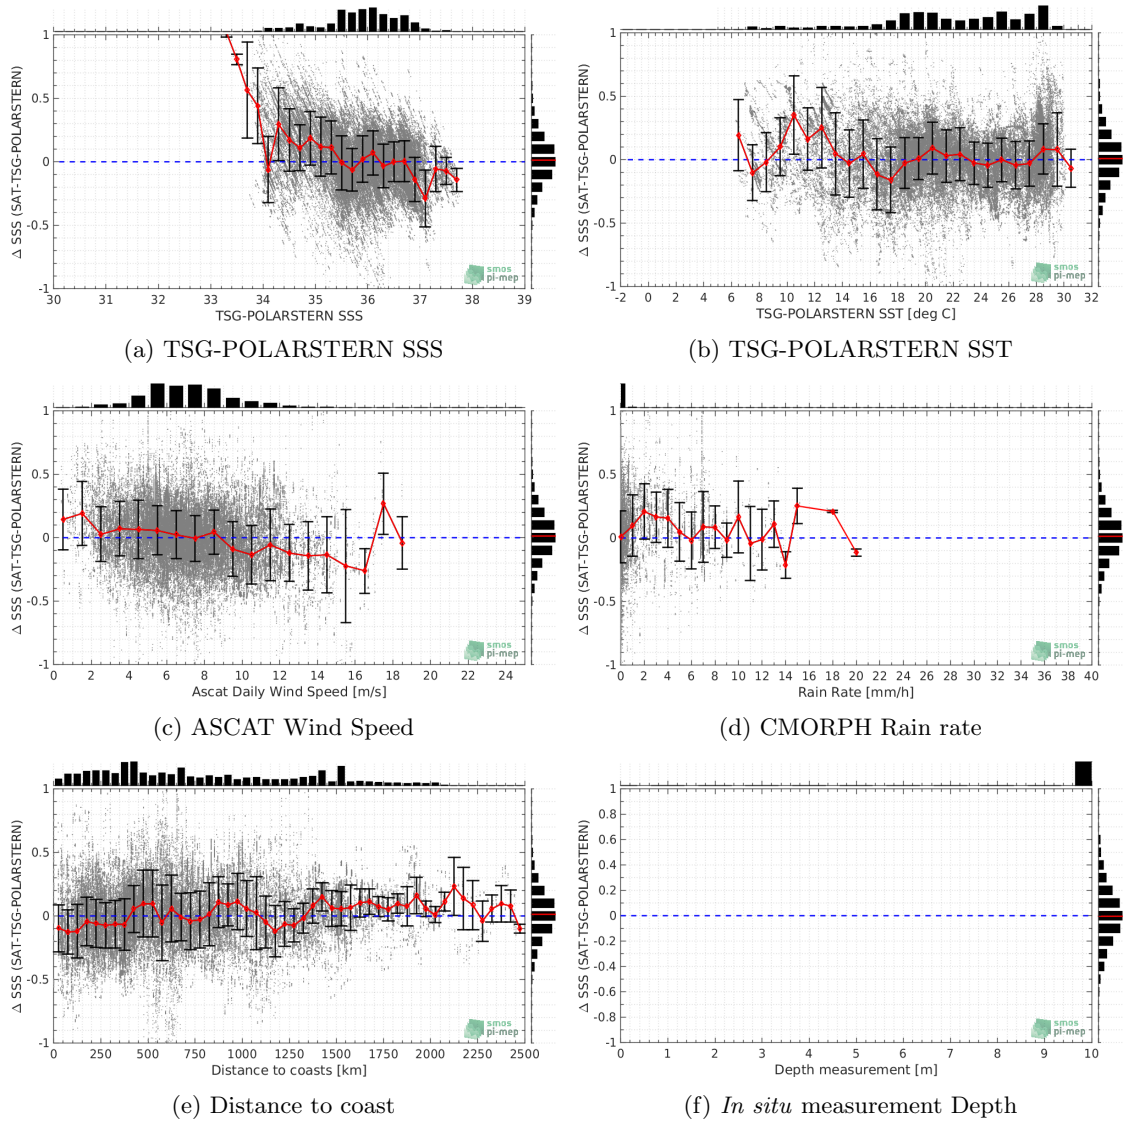 Δ SSS (SAT-TSG-POLARSTERN)
1
0.5
0
-0.5
-1
30 31 32 33 34 35 36 37 38 39
TSG-POLARSTERN SSS
smos
pi-mep
(a) TSG-POLARSTERN SSS
Δ SSS (SAT-TSG-POLARSTERN)
1
0.5
0
-0.5
-1
-2 0 2 4 6 8 10 12 14 16 18 20 22 24 26 28 30 32
TSG-POLARSTERN SST [deg C]
smos
pi-mep
(b) TSG-POLARSTERN SST
Δ SSS (SAT-TSG-POLARSTERN)
1
0.5
0
-0.5
-1
0 2 4 6 8 10 12 14 16 18 20 22 24
Ascat Daily Wind Speed [m/s]
smos
pi-mep
(c) ASCAT Wind Speed
Δ SSS (SAT-TSG-POLARSTERN)
1
0.5
0
-0.5
-1
0 2 4 6 8 10 12 14 16 18 20 22 24 26 28 30 32 34 36 38 40
Rain Rate [mm/h]
smos
pi-mep
(d) CMORPH Rain rate
Δ SSS (SAT-TSG-POLARSTERN)
1
0.5
0
-0.5
-1
0 250 500 750 1000 1250 1500 1750 2000 2250 2500
Distance to coasts [km]
smos
pi-mep
(e) Distance to coast
Δ SSS (SAT-TSG-POLARSTERN)
1
0.8
0.6
0.4
0.2
0
-0.2
-0.4
-0.6
-0.8
-1
0 1 2 3 4 5 6 7 8 9 10
Depth measurement [m]
smos
pi-mep
(f) In situ measurement Depth